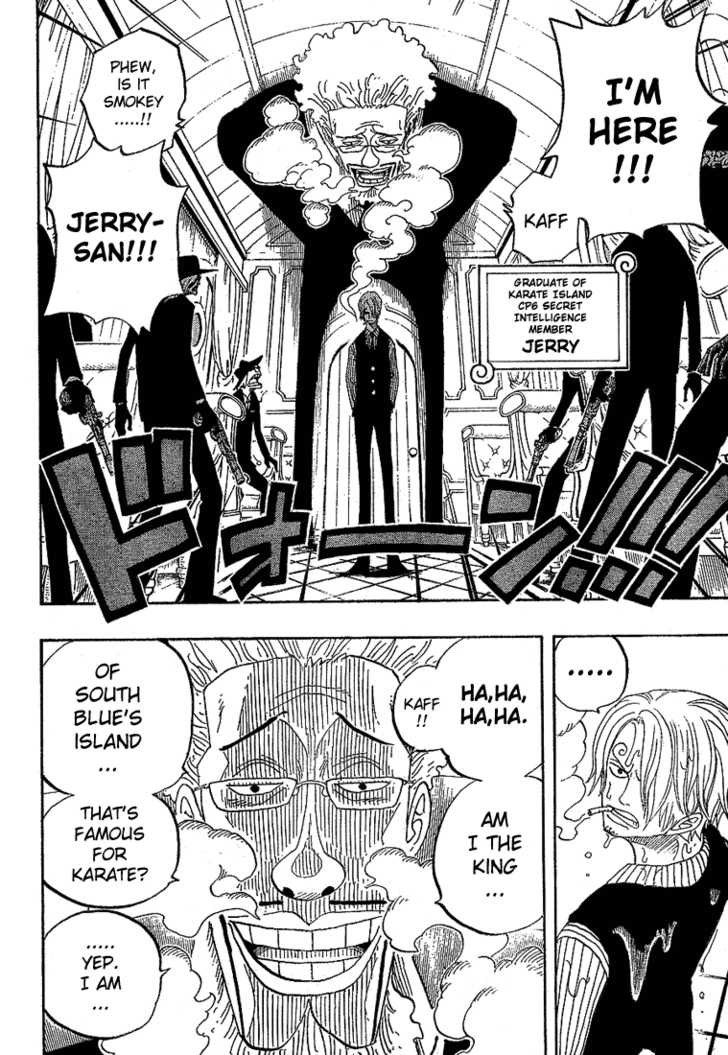 I'M
HERE
!!!
KAFF
PHEW,
IS IT
SMOKEY
.....!!
JERRY-
SAN!!!
GRADUATE OF
KARATE ISLAND
CP6 SECRET
INTELLIGENCE
MEMBER
JERRY
ドォーン!!!
.....
HA,HA,
HA,HA.
KAFF
!!
AM
I THE
KING
...
OF
SOUTH
BLUE'S
ISLAND
...
THAT'S
FAMOUS
FOR
KARATE?
.....
YEP.
I AM
...